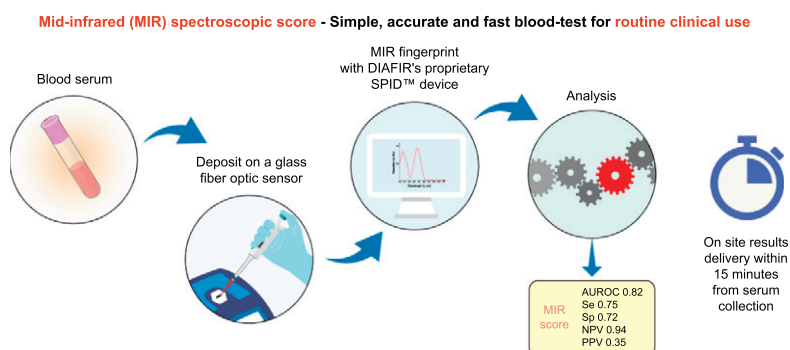 Mid-infrared (MIR) spectroscopic score - Simple, accurate and fast blood-test for routine clinical use
Blood serum
Deposit on a glass
fiber optic sensor
MIR fingerprint
with DIAFIR's proprietary
SPID™ device
Analysis
MIR
score
AUROC 0.82
Se 0.75
Sp 0.72
NPV 0.94
PPV 0.35
On site results
delivery within
15 minutes
from serum
collection